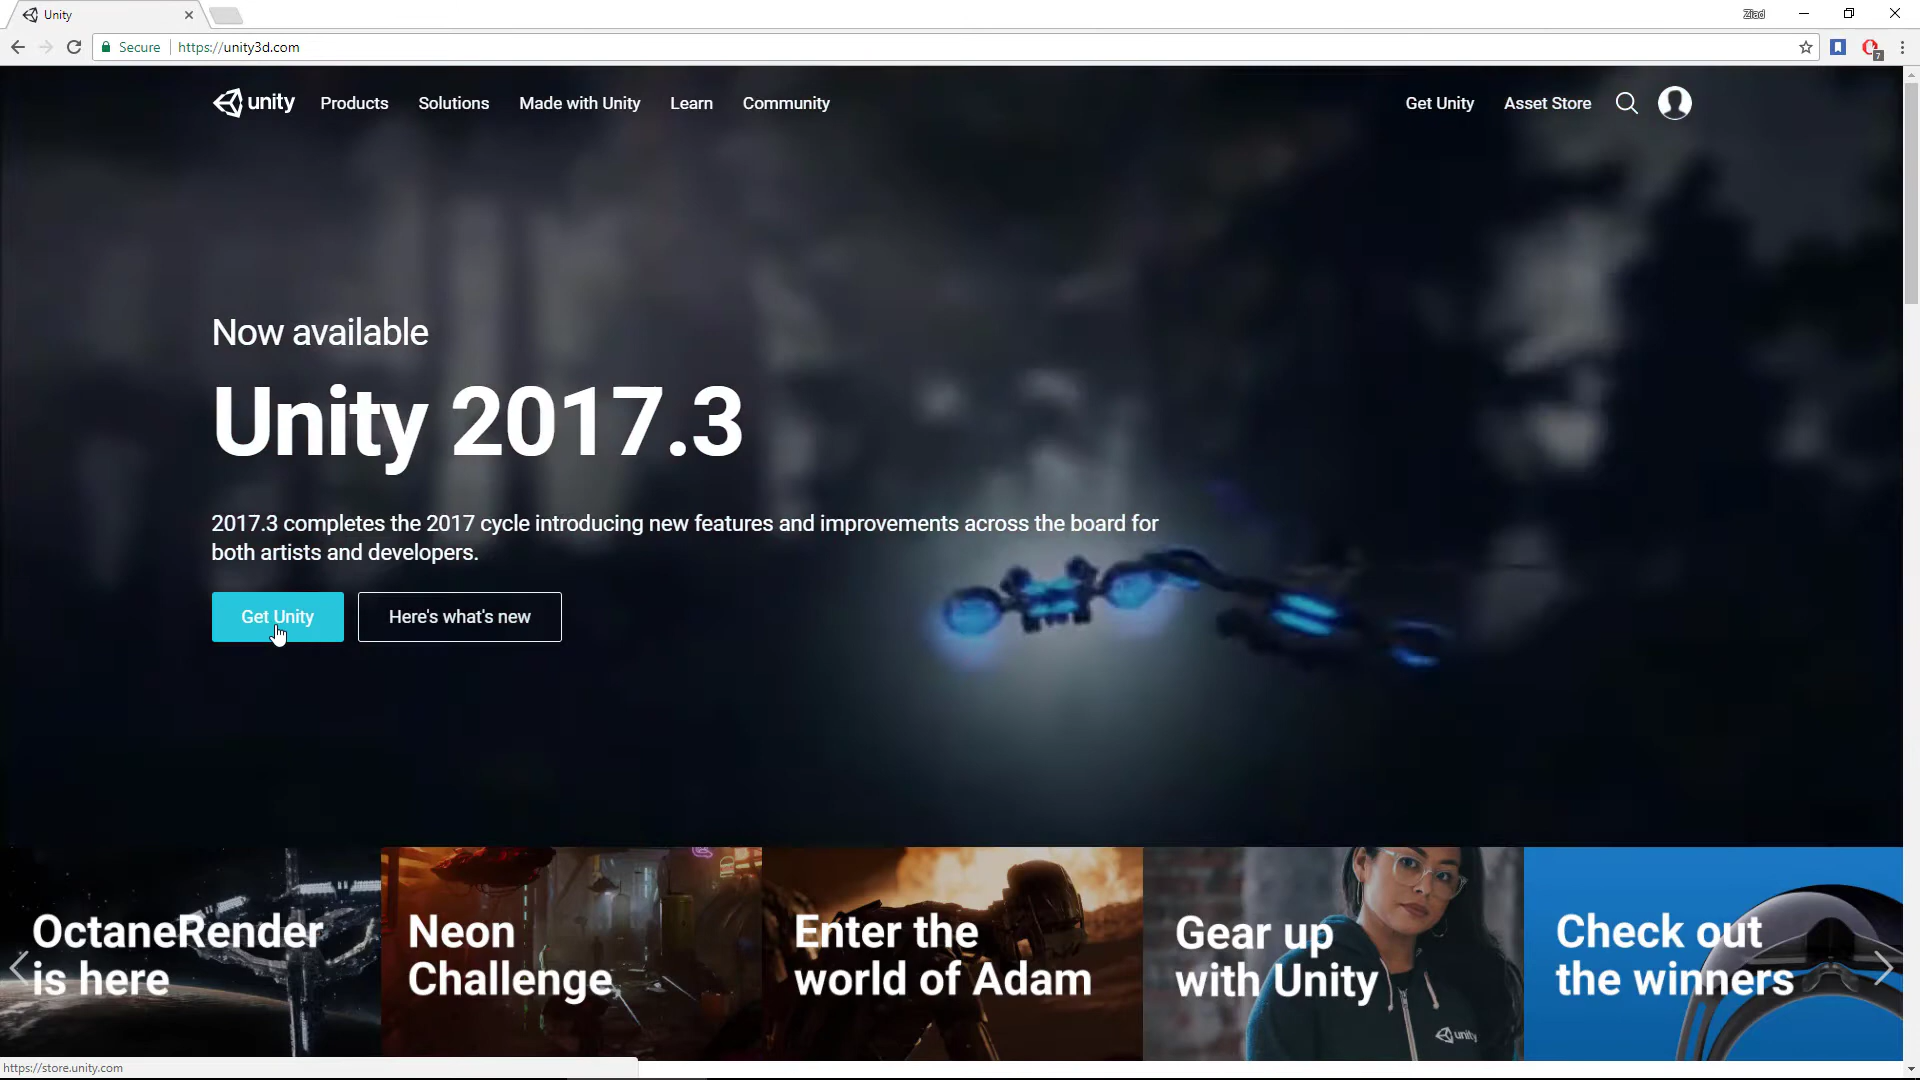 Unity
Ziad
Secure
https://unity3d.com
7
unity
Products
Solutions
Made with Unity
Learn
Community
Get Unity
Asset Store
Now available
Unity 2017.3
2017.3 completes the 2017 cycle introducing new features and improvements across the board for
both artists and developers.
Get Unity
Here's what's new
OctaneRender
is here
Neon
Challenge
Enter the
world of Adam
Gear up
with Unity
unity
Check out
the winners
https://store.unity.com